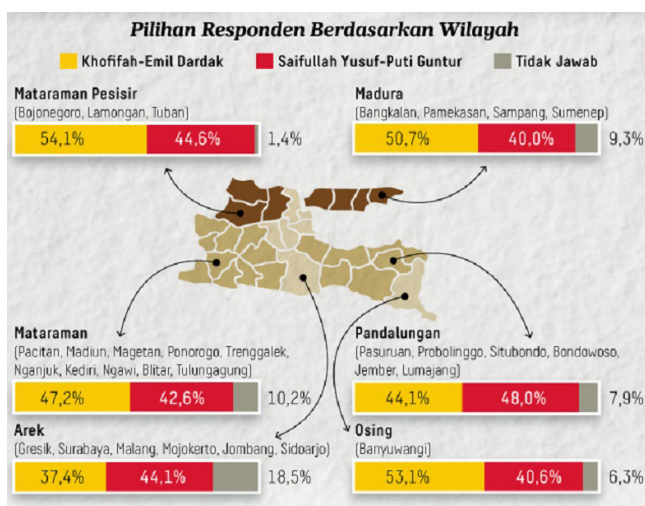 Pilihan Responden Berdasarkan Wilayah
Khofifah-Emil Dardak
Saifullah Yusuf-Puti Guntur
Tidak Jawab
Mataraman Pesisir
(Bojonegoro, Lamongan, Tuban)
54,1% 44,6% 1,4%
Madura
(Bangkalan, Pamekasan, Sampang, Sumenep)
50,7% 40,0% 9,3%
Mataraman
(Pacitan, Madiun, Magetan, Ponorogo, Trenggalek,
Nganjuk, Kediri, Ngawi, Blitar, Tulungagung)
47,2% 42,6% 10,2%
Pandalungan
(Pasuruan, Probolinggo, Situbondo, Bondowoso,
Jember, Lumajang)
44,1% 48,0% 7,9%
Arek
(Gresik, Surabaya, Malang, Mojokerto, Jombang, Sidoarjo)
37,4% 44,1% 18,5%
Osing
(Banyuwangi)
53,1% 40,6% 6,3%